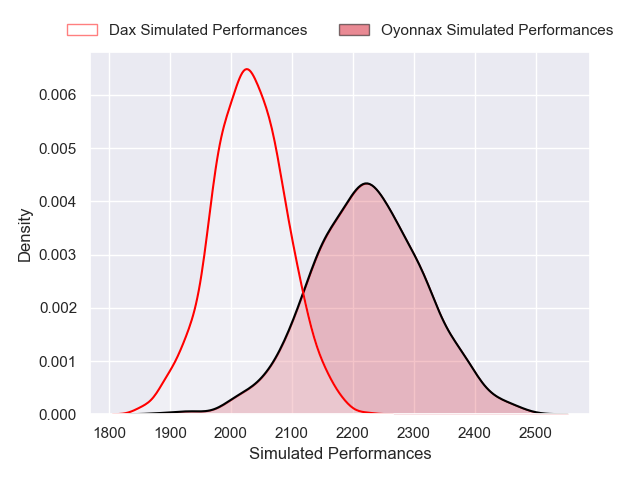 Dax Simulated Performances
Oyonnax Simulated Performances
0.006
0.005
0.004
0.003
0.002
0.001
0.000
Density
1800 1900 2000 2100 2200 2300 2400 2500
Simulated Performances